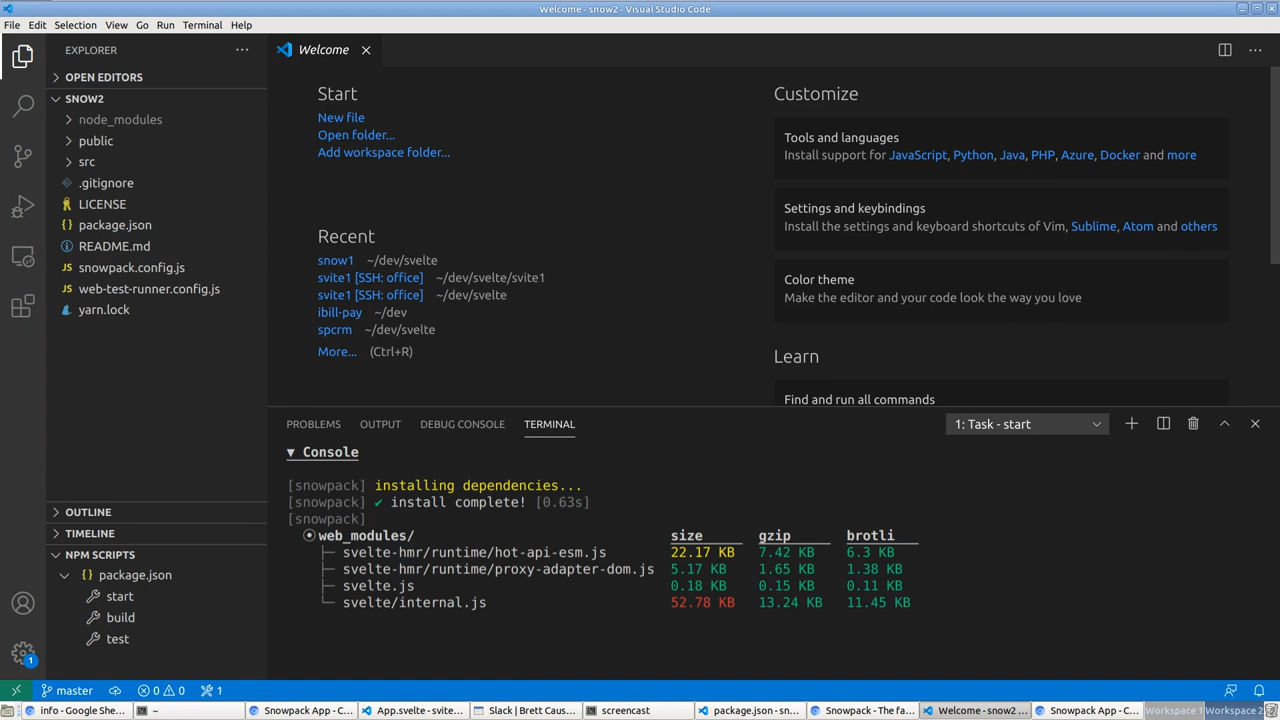 Welcome - snow2 - Visual Studio Code
File Edit Selection View Go Run Terminal Help
EXPLORER
OPEN EDITORS
SNOW2
node_modules
public
src
.gitignore
LICENSE
package.json
README.md
snowpack.config.js
web-test-runner.config.js
yarn.lock
OUTLINE
TIMELINE
NPM SCRIPTS
package.json
start
build
test
Welcome
Start
New file
Open folder...
Add workspace folder...
Recent
snow1 ~/dev/svelte
svite1 [SSH: office] ~/dev/svelte/svite1
svite1 [SSH: office] ~/dev/svelte
ibill-pay ~/dev
spcrm ~/dev/svelte
More... (Ctrl+R)
Customize
Tools and languages
Install support for JavaScript, Python, Java, PHP, Azure, Docker and more
Settings and keybindings
Install the settings and keyboard shortcuts of Vim, Sublime, Atom and others
Color theme
Make the editor and your code look the way you love
Learn
Find and run all commands
PROBLEMS OUTPUT DEBUG CONSOLE TERMINAL
1: Task - start
▼ Console
[snowpack] installing dependencies...
[snowpack] ✔ install complete! [0.63s]
[snowpack]
web_modules/ size gzip brotli
├─ svelte-hmr/runtime/hot-api-esm.js 22.17 KB 7.42 KB 6.3 KB
├─ svelte-hmr/runtime/proxy-adapter-dom.js 5.17 KB 1.65 KB 1.38 KB
├─ svelte.js 0.18 KB 0.15 KB 0.11 KB
└─ svelte/internal.js 52.78 KB 13.24 KB 11.45 KB
1
master 0 0 1
info - Google She... ~ Snowpack App - C... App.svelte - svite... Slack | Brett Caus... screencast package.json - sn... Snowpack - The fa... Welcome - snow2 ... Snowpack App - C... Workspace 1 Workspace 2